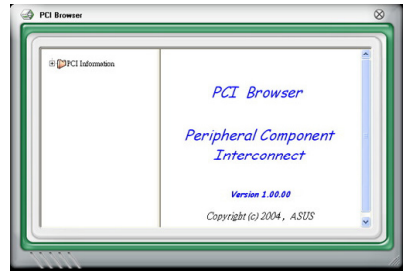 PCI Browser
PCI Information
PCI Browser
Peripheral Component
Interconnect
Version 1.00.00
Copyright (c) 2004, ASUS